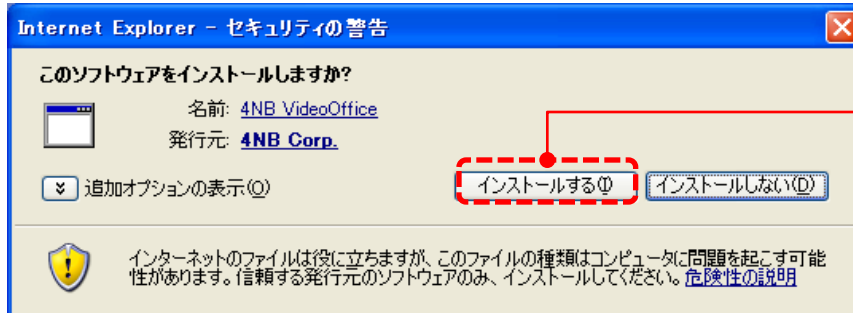 Internet Explorer - セキュリティの警告
このソフトウェアをインストールしますか?
名前: 4NB VideoOffice
発行元: 4NB Corp.
追加オプションの表示(O)
インストールする(I)
インストールしない(D)
インターネットのファイルは役に立ちますが、このファイルの種類はコンピュータに問題を起こす可能
性があります。信頼する発行元のソフトウェアのみ、インストールしてください。危険性の説明